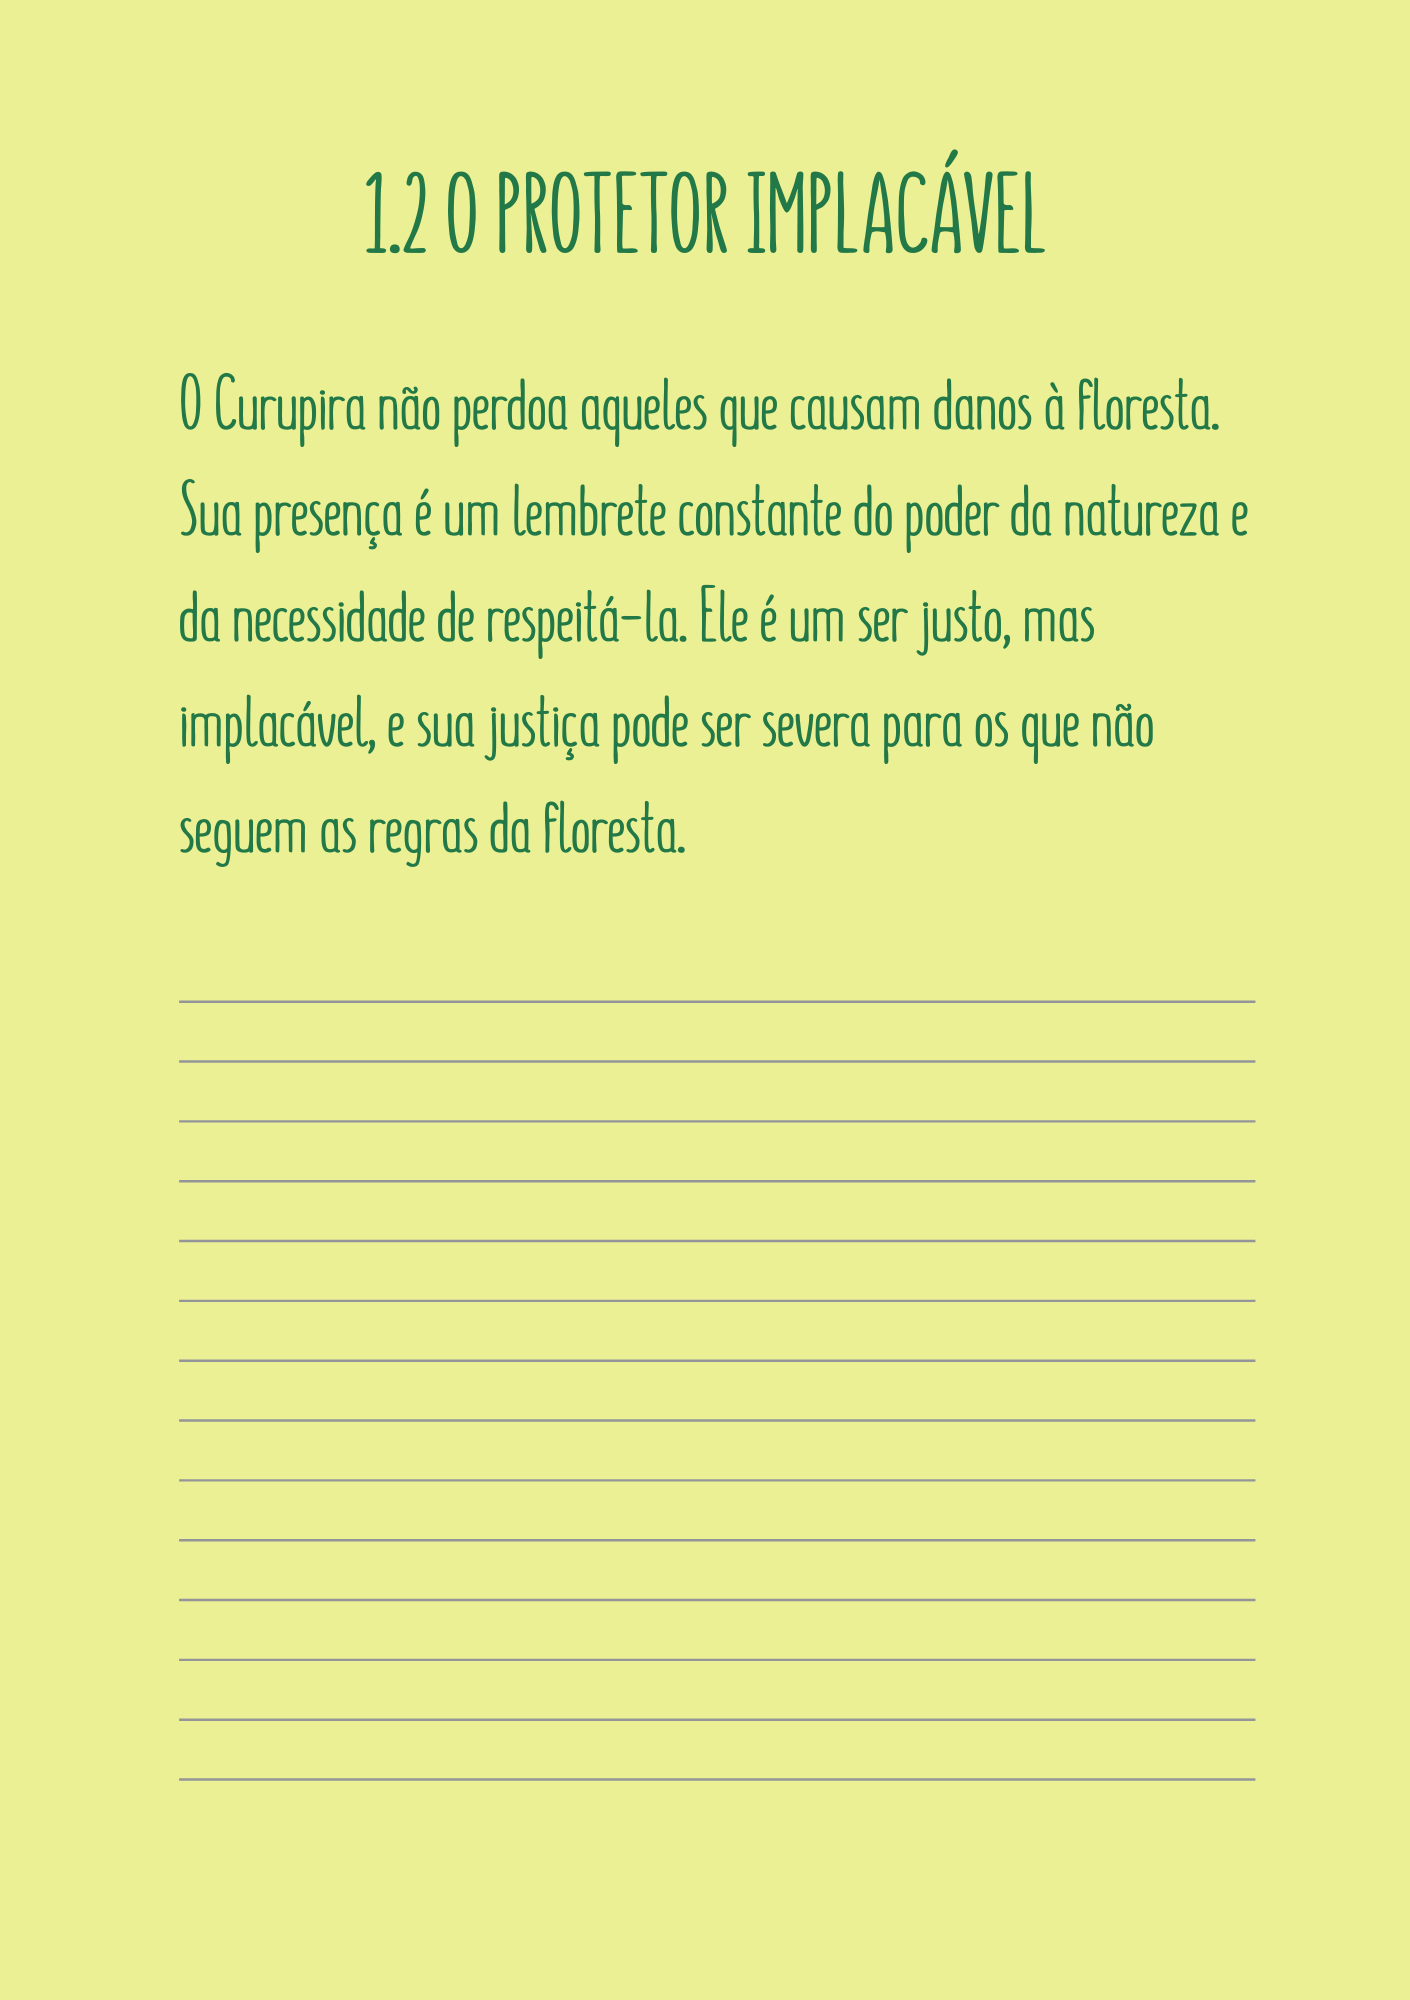 1.2 O PROTETOR IMPLACÁVEL
O Curupira não perdoa aqueles que causam danos à floresta.
Sua presença é um lembrete constante do poder da natureza e
da necessidade de respeitá-la. Ele é um ser justo, mas
implacável, e sua justiça pode ser severa para os que não
seguem as regras da floresta.